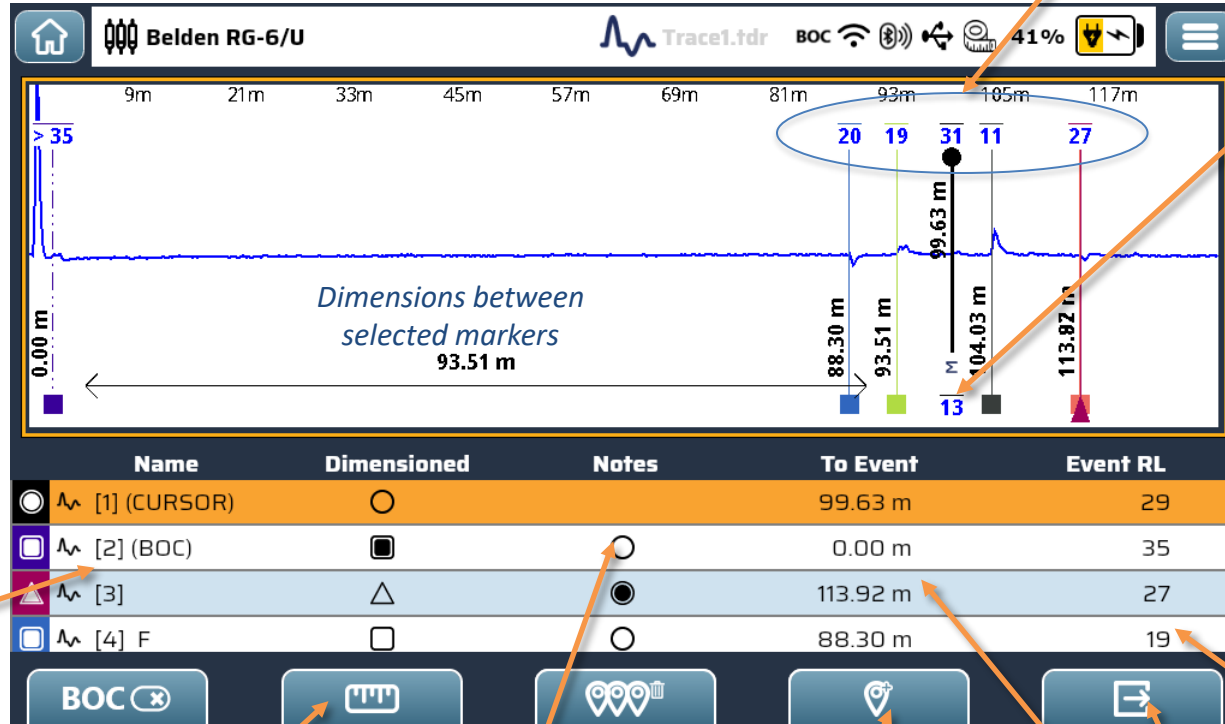 Belden RG-6/U Trace1.tdr BOC 41%
9m 21m 33m 45m 57m 69m 81m 93m 105m 117m
> 35 20 19 31 11 27
99.63 m
Dimensions between
selected markers
93.51 m
0.00 m 88.30 m 93.51 m M 104.03 m 113.92 m
13
Name Dimensioned Notes To Event Event RL
[1] (CURSOR) 99.63 m 29
[2] (BOC) 0.00 m 35
[3] 113.92 m 27
[4] F 88.30 m 19
BOC